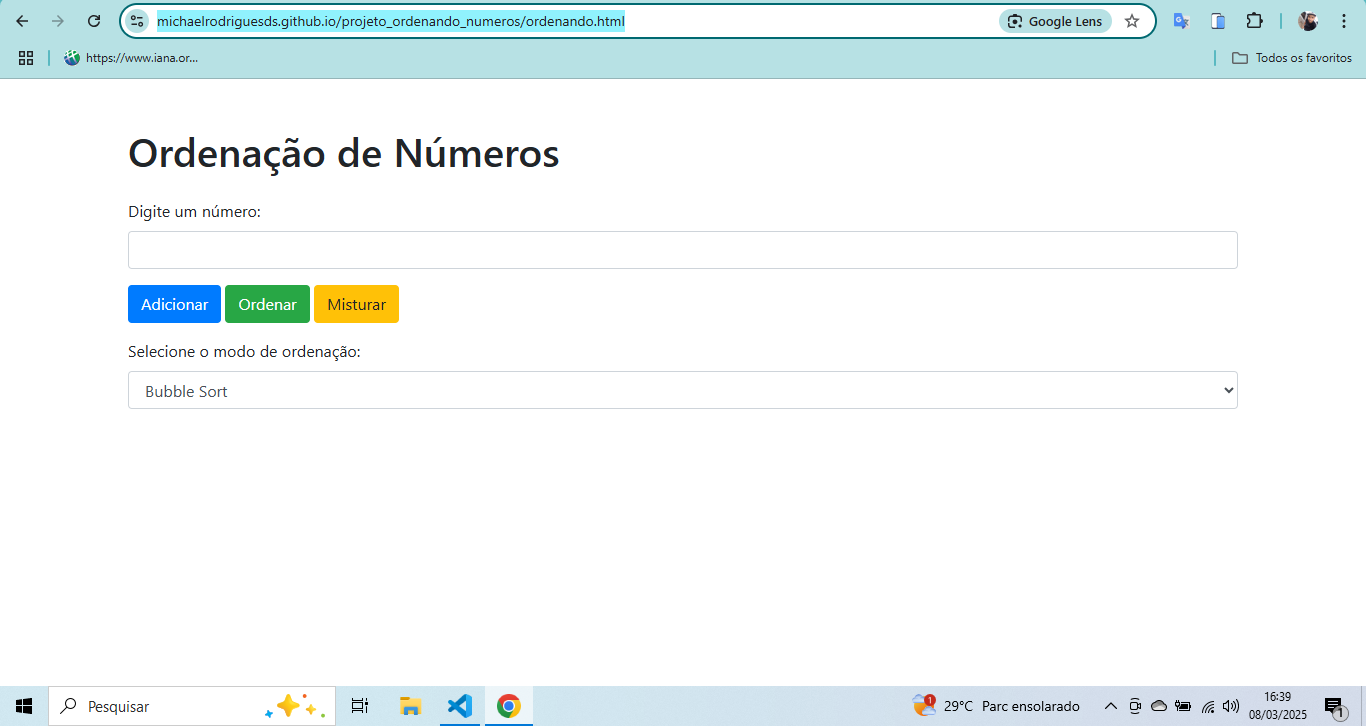 michaelrodriguesds.github.io/projeto_ordenando_numeros/ordenando.html
Google Lens
https://www.iana.or...
Todos os favoritos
Ordenação de Números
Digite um número:
Adicionar Ordenar Misturar
Selecione o modo de ordenação:
Bubble Sort
Pesquisar
1
29°C Parc ensolarado
16:39
08/03/2025
1